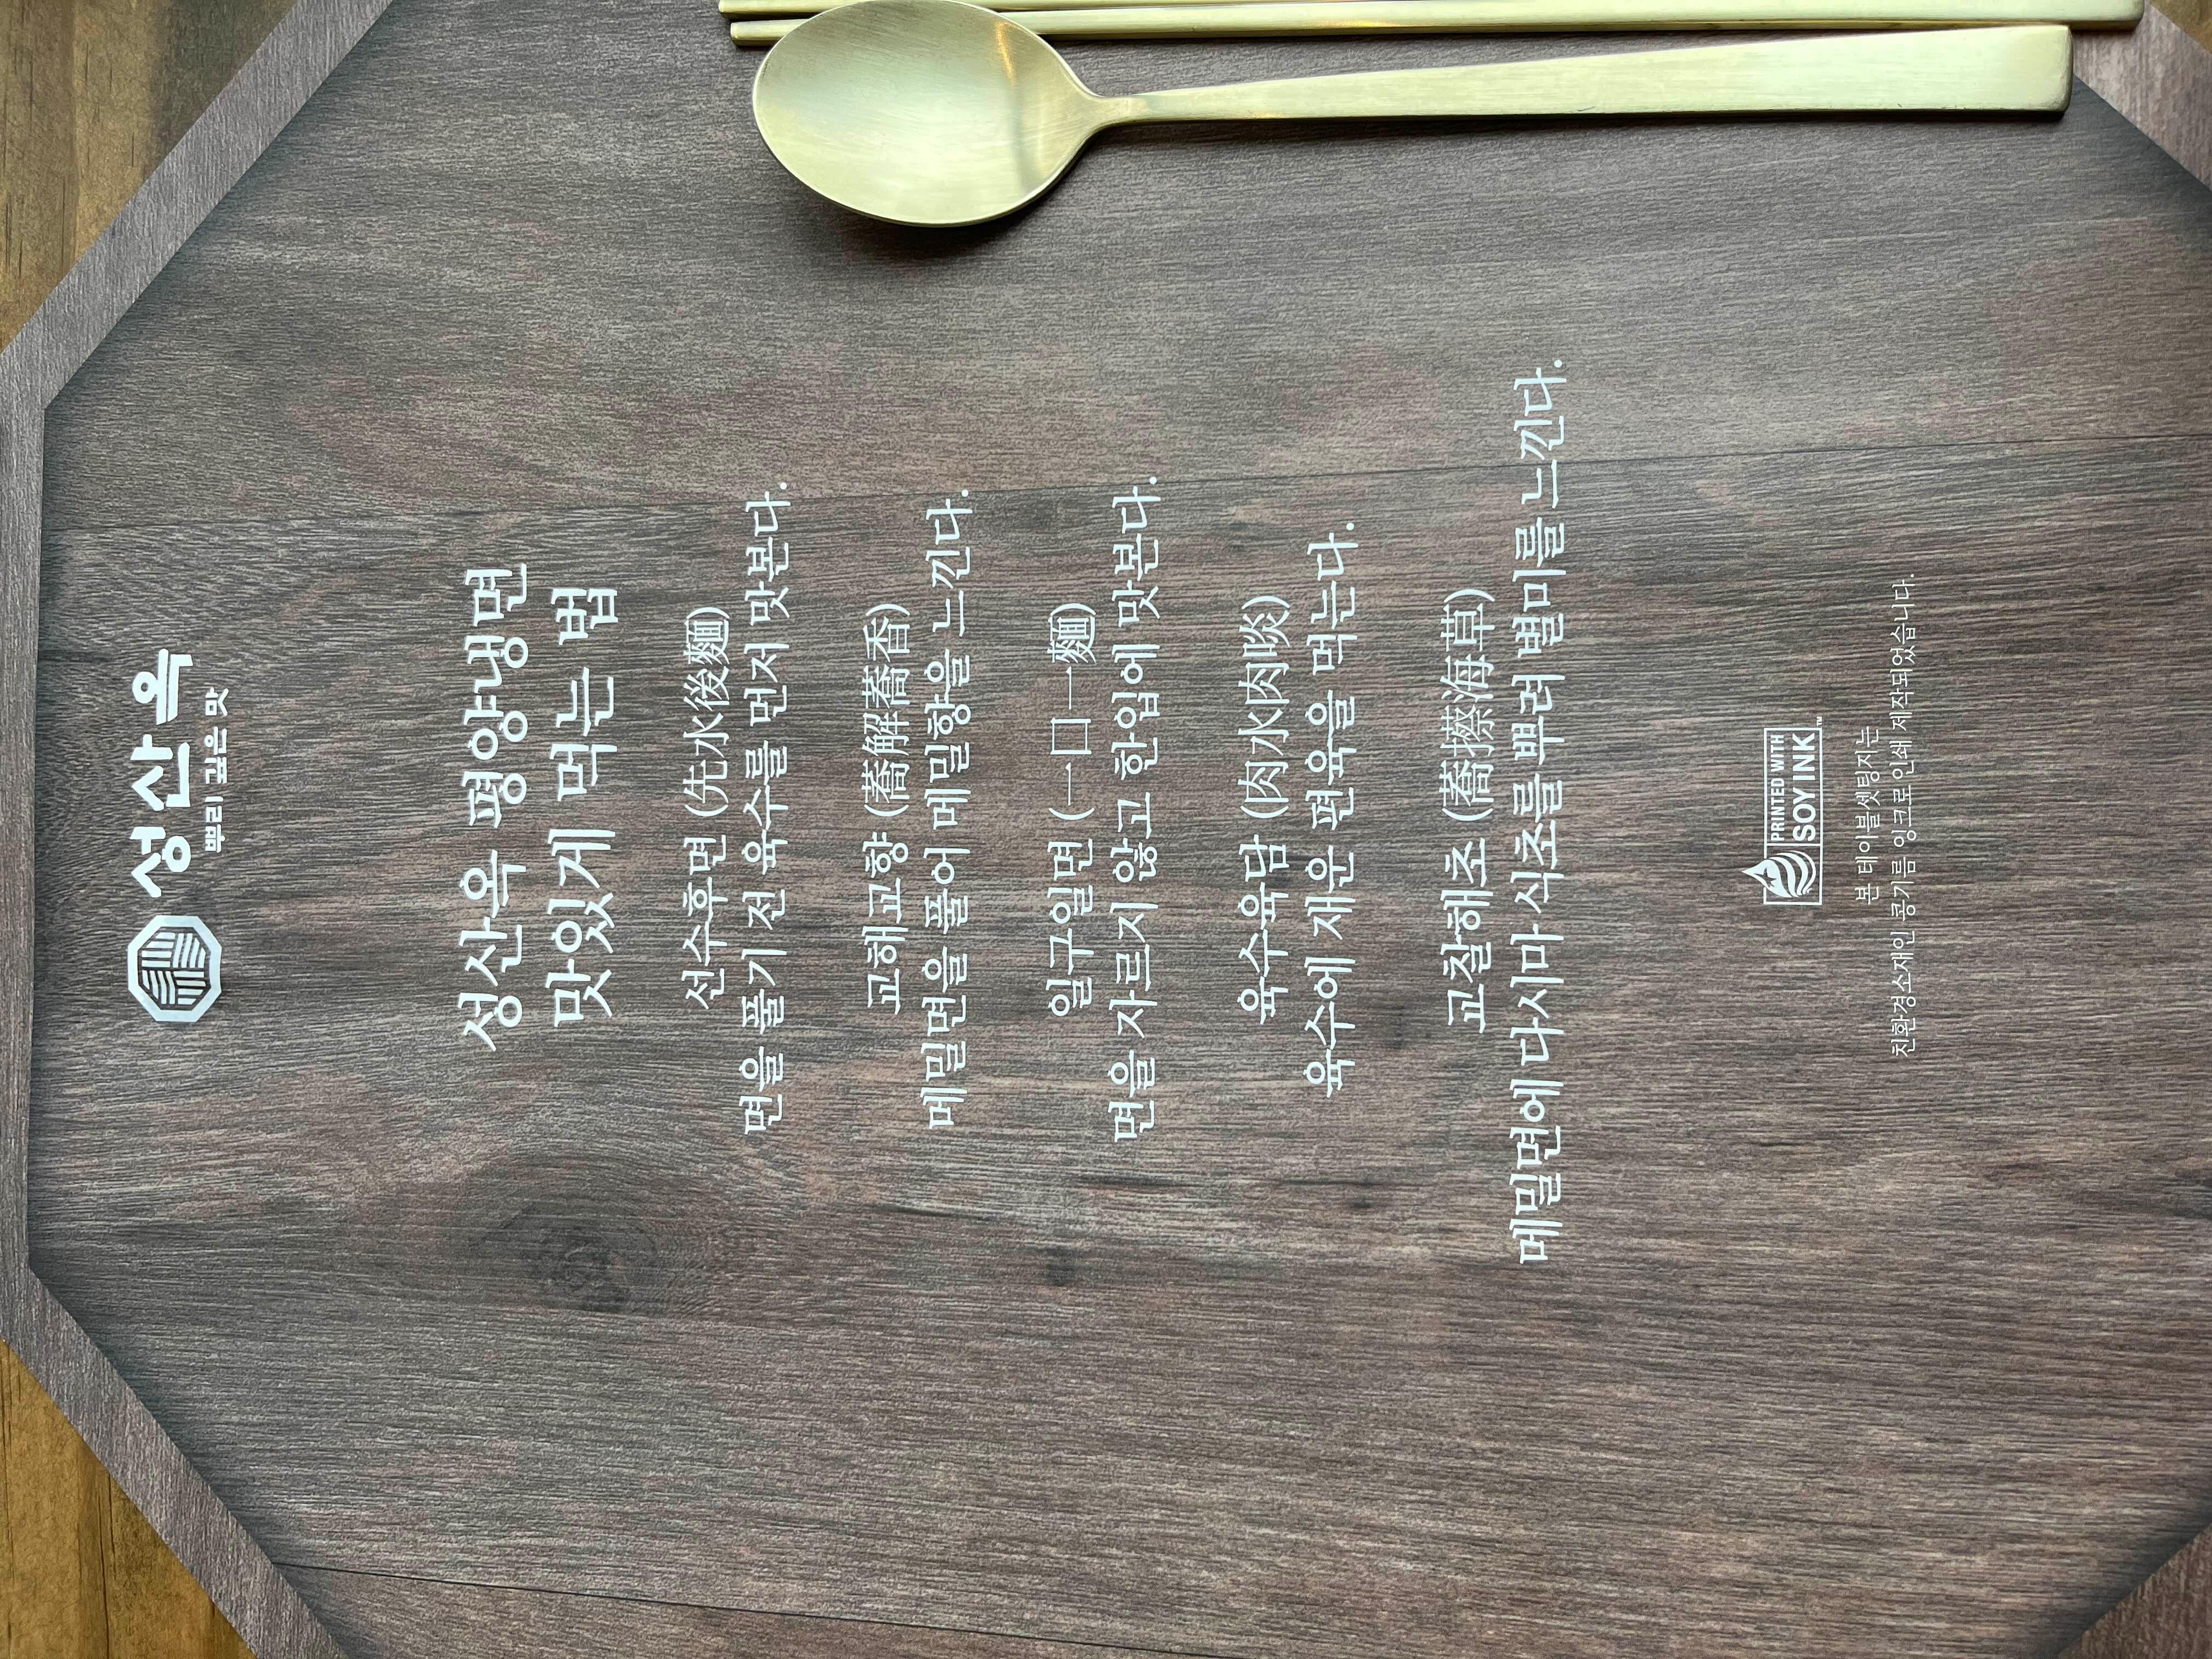 성산옥
뿌리 깊은 맛
성산옥 평양냉면
맛있게 먹는 법
선수후면 (先水後麵)
면을 풀기 전 육수를 먼저 맛본다.
교해교향 (蕎解蕎香)
메밀면을 풀어 메밀향을 느낀다.
일구일면 (一口一麵)
면을 자르지 않고 한입에 맛본다.
육수육담 (肉水肉啖)
육수에 재운 편육을 먹는다.
교찰해초 (蕎擦海草)
메밀면에 다시마 식초를 뿌려 별미를 느낀다.
PRINTED WITH
SOY INK™
본 테이블 셋팅지는
친환경소재인 콩기름 잉크로 인쇄 제작되었습니다.